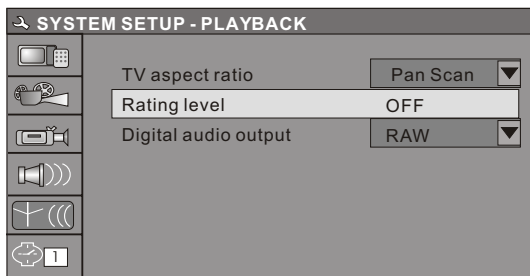 SYSTEM SETUP - PLAYBACK
TV aspect ratio Pan Scan
Rating level OFF
Digital audio output RAW
1